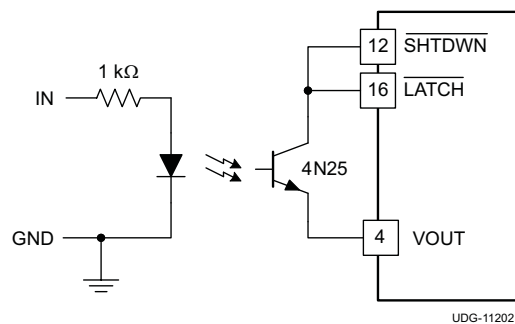 12 SHTDWN
1 kΩ
16 LATCH
IN
4N25
GND
4 VOUT
UDG-11202